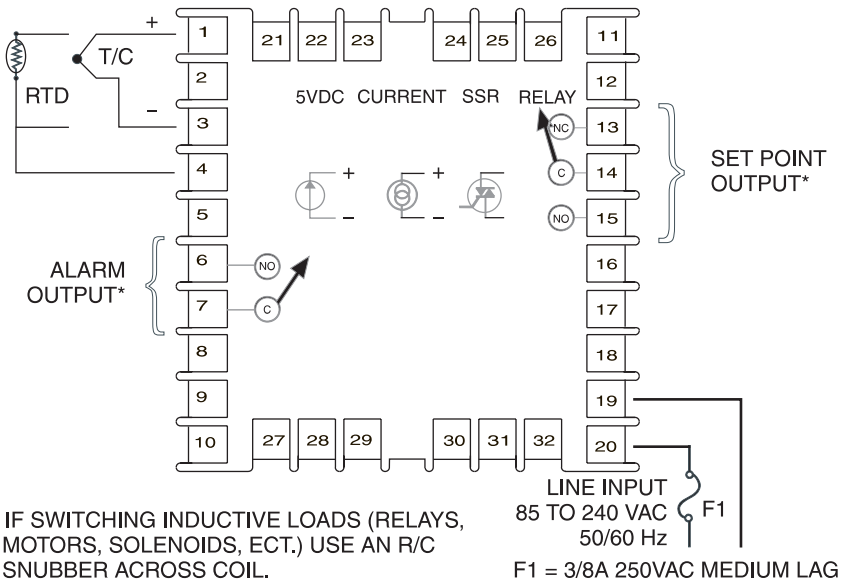 1 21 22 23 24 25 26 11
+
T/C
RTD
2 12
5VDC CURRENT SSR RELAY
−
3 NC 13
SET POINT
OUTPUT*
4 + + C 14
− −
5 NO 15
ALARM
OUTPUT*
6 NO 16
7 C 17
8 18
9 19
10 27 28 29 30 31 32 20
LINE INPUT
85 TO 240 VAC
50/60 Hz
F1
IF SWITCHING INDUCTIVE LOADS (RELAYS,
MOTORS, SOLENOIDS, ECT.) USE AN R/C
SNUBBER ACROSS COIL.
F1 = 3/8A 250VAC MEDIUM LAG